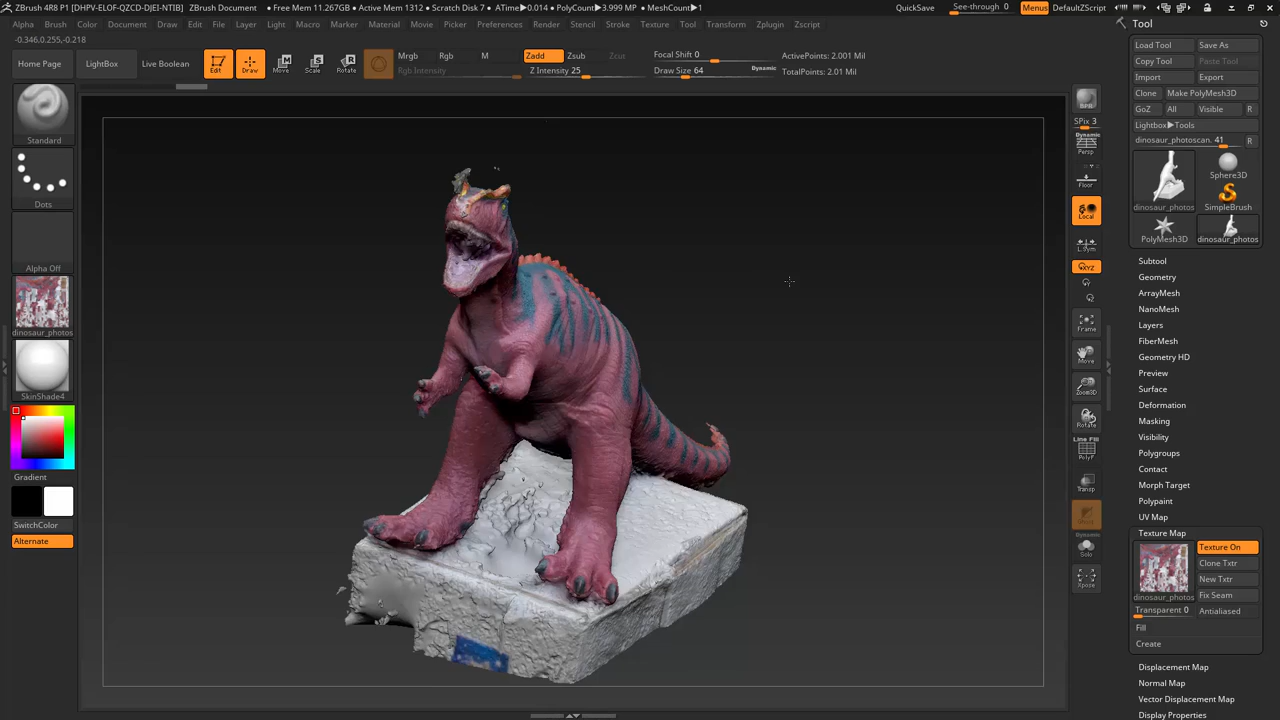 ZBrush 4R8 P1 [DHPV-ELOF-QZCD-DJEI-NTIB] ZBrush Document • Free Mem 11.267GB • Active Mem 1312 • Scratch Disk 7 • ATime▶0.014 • PolyCount▶3.999 MP • MeshCount▶1
QuickSave See-through 0 Menus DefaultZScript
Alpha Brush Color Document Draw Edit File Layer Light Macro Marker Material Movie Picker Preferences Render Stencil Stroke Texture Tool Transform Zplugin Zscript
-0.346,0.255,-0.218
Home Page LightBox Live Boolean Edit Draw Move Scale Rotate
Mrgb Rgb M Zadd Zsub Zcut
Rgb Intensity Z Intensity 25
Focal Shift 0
Draw Size 64 Dynamic
ActivePoints: 2.001 Mil
TotalPoints: 2.01 Mil
Standard
Dots
Alpha Off
dinosaur_photos
SkinShade4
Gradient
SwitchColor
Alternate
BPR
SPix 3
Dynamic
Persp
Floor
Local
L.Sym
XYZ
Frame
Move
Zoom3D
Rotate
Line Fill
PolyF
Transp
Dynamic
Solo
Xpose
Tool
Load Tool Save As
Copy Tool Paste Tool
Import Export
Clone Make PolyMesh3D
GoZ All Visible R
Lightbox▶Tools
dinosaur_photoscan. 41 R
dinosaur_photos Sphere3D
SimpleBrush
PolyMesh3D dinosaur_photos
Subtool
Geometry
ArrayMesh
NanoMesh
Layers
FiberMesh
Geometry HD
Preview
Surface
Deformation
Masking
Visibility
Polygroups
Contact
Morph Target
Polypaint
UV Map
Texture Map
Texture On
Clone Txtr
New Txtr
dinosaur_photos Fix Seam
Transparent 0 Antialiased
Fill
Create
Displacement Map
Normal Map
Vector Displacement Map
Display Properties